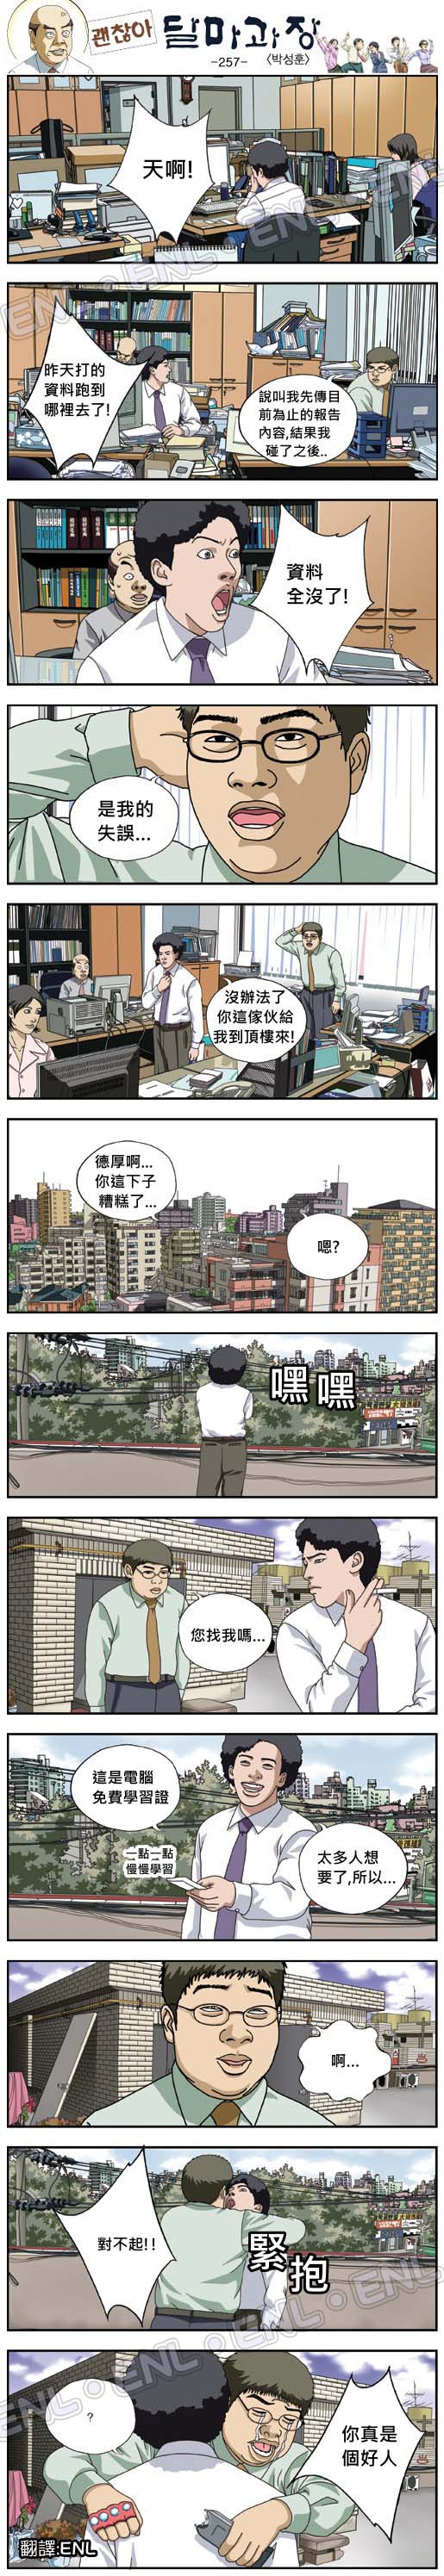 괜찮아
달마과장
-257-
〈박성훈〉
天啊!
昨天打的
資料跑到
哪裡去了!
說叫我先傳目
前為止的報告
內容,結果我
碰了之後..
資料
全沒了!
是我的
失誤...
沒辦法了
你這傢伙給
我到頂樓來!
德厚啊...
你這下子
糟糕了...
嗯?
嘿嘿
您找我嗎...
這是電腦
免費學習證
一點一點
慢慢學習
太多人想
要了,所以...
啊...
對不起!!
緊
抱
?
你真是
個好人
翻譯:ENL
ENL